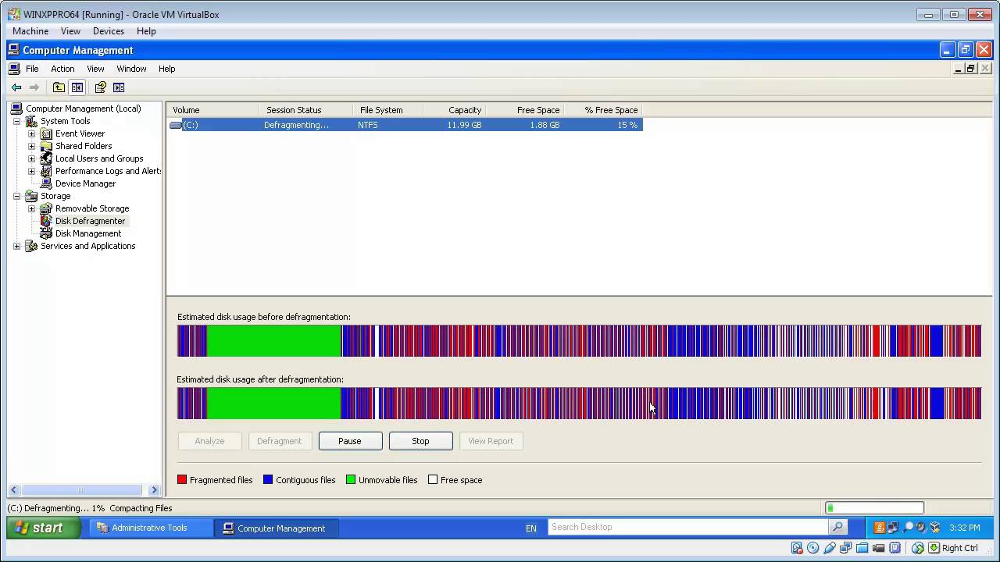 WINXPPRO64 [Running] - Oracle VM VirtualBox
Machine View Devices Help
Computer Management
File Action View Window Help
Computer Management (Local)
System Tools
Event Viewer
Shared Folders
Local Users and Groups
Performance Logs and Alerts
Device Manager
Storage
Removable Storage
Disk Defragmenter
Disk Management
Services and Applications
Volume Session Status File System Capacity Free Space % Free Space
(C:) Defragmenting... NTFS 11.99 GB 1.88 GB 15 %
Estimated disk usage before defragmentation:
Estimated disk usage after defragmentation:
Analyze Defragment Pause Stop View Report
Fragmented files Contiguous files Unmovable files Free space
(C:) Defragmenting... 1% Compacting Files
start Administrative Tools Computer Management EN Search Desktop 3:32 PM
Right Ctrl